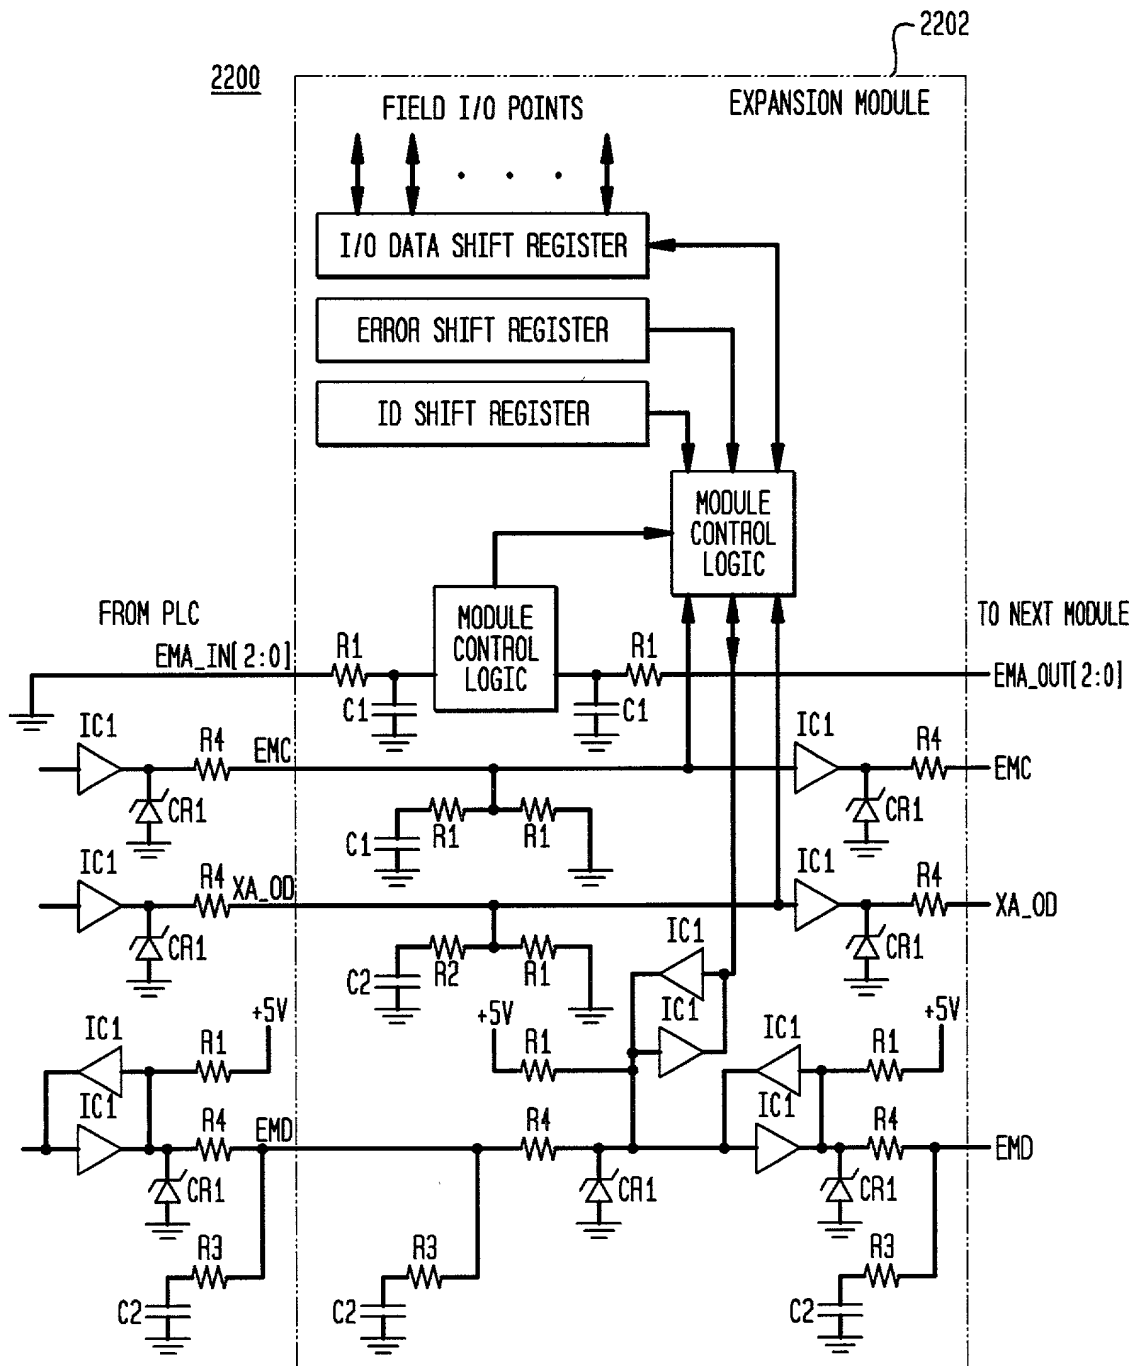 2202
2200
EXPANSION MODULE
FIELD I/O POINTS
I/O DATA SHIFT REGISTER
ERROR SHIFT REGISTER
ID SHIFT REGISTER
MODULE
CONTROL
LOGIC
FROM PLC
MODULE
CONTROL
LOGIC
TO NEXT MODULE
EMA_IN[2:0]
R1
R1
EMA_OUT[2:0]
C1
C1
IC1
R4
EMC
IC1
R4
EMC
CR1
R1
R1
CR1
C1
IC1
R4
XA_OD
IC1
R4
XA_OD
CR1
R2
R1
IC1
CR1
C2
+5V
IC1
R1
+5V
R1
IC1
IC1
R1
+5V
IC1
R4
EMD
R4
IC1
R4
EMD
CR1
CR1
CR1
R3
R3
R3
C2
C2
C2